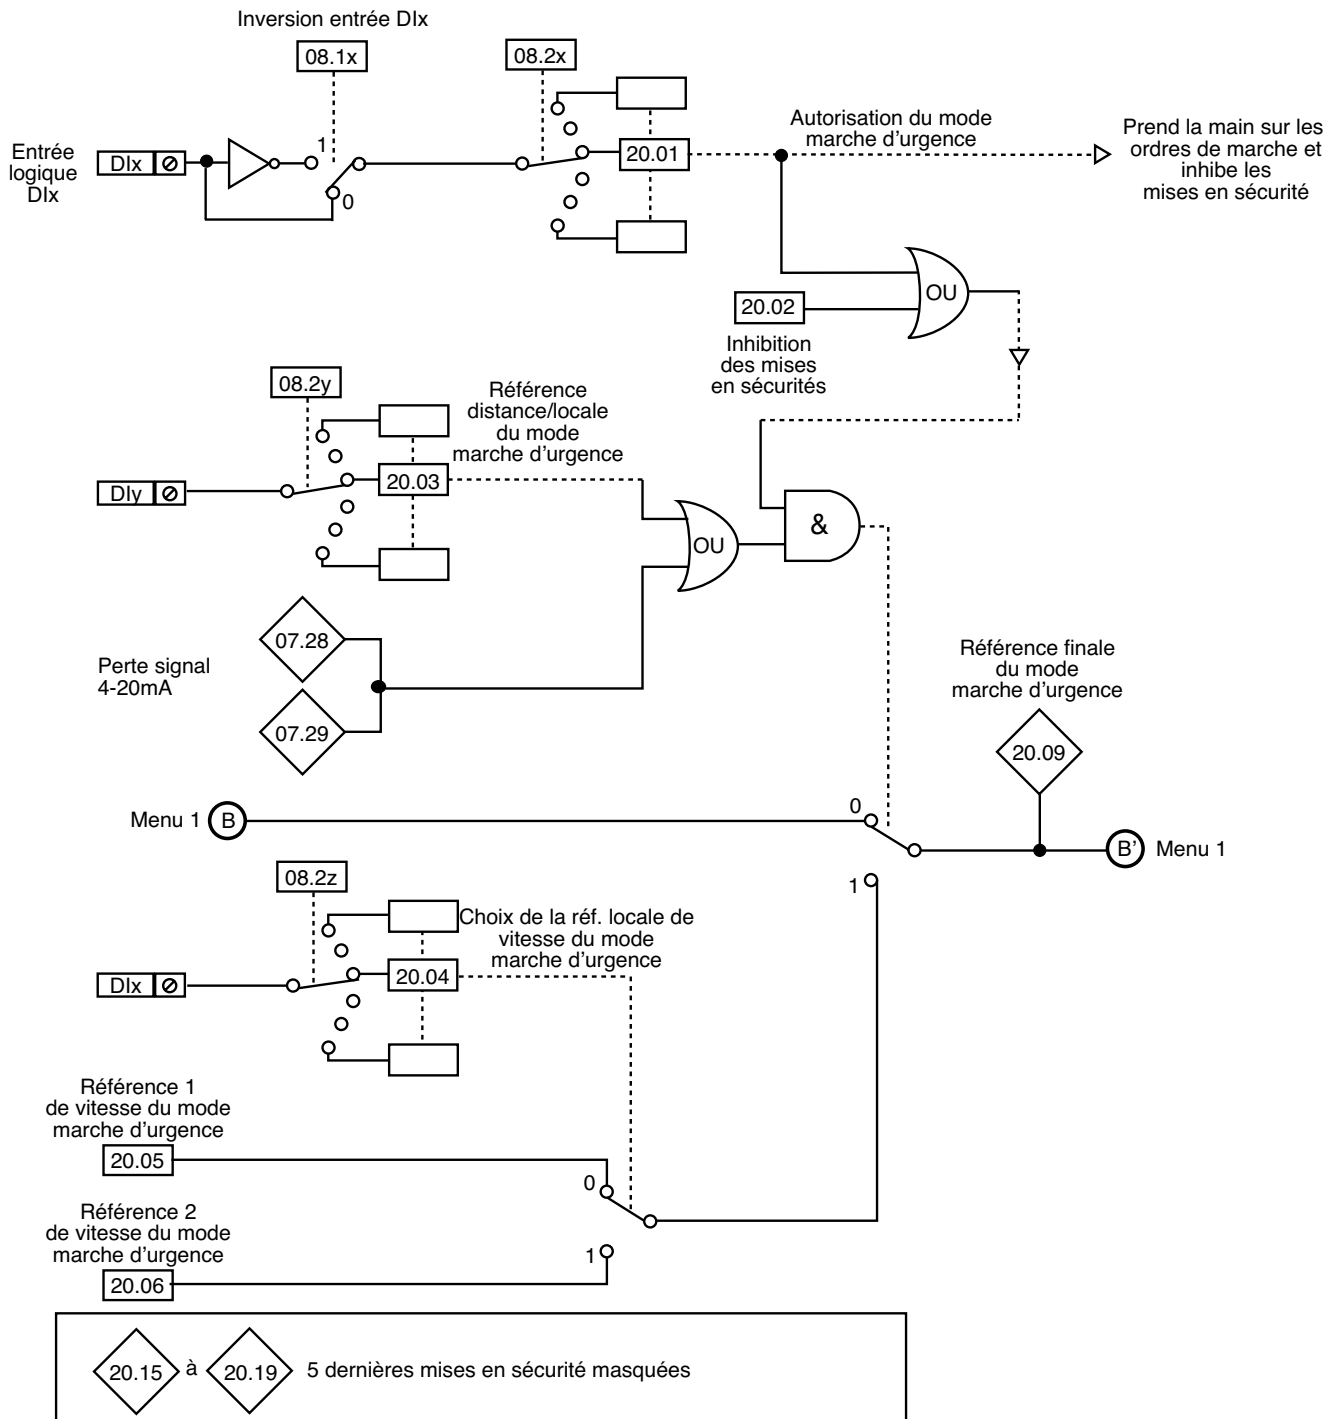 Inversion entrée DIx
08.1x
08.2x
Entrée
logique
DIx
DIx
1
0
20.01
Autorisation du mode
marche d'urgence
Prend la main sur les
ordres de marche et
inhibe les
mises en sécurité
OU
20.02
Inhibition
des mises
en sécurités
08.2y
Référence
distance/locale
du mode
marche d'urgence
DIy
20.03
OU
&
Perte signal
4-20mA
07.28
07.29
Référence finale
du mode
marche d'urgence
20.09
Menu 1
B
0
1
B'
Menu 1
08.2z
Choix de la réf. locale de
vitesse du mode
marche d'urgence
DIx
20.04
Référence 1
de vitesse du mode
marche d'urgence
20.05
0
Référence 2
de vitesse du mode
marche d'urgence
1
20.06
20.15 à 20.19 5 dernières mises en sécurité masquées